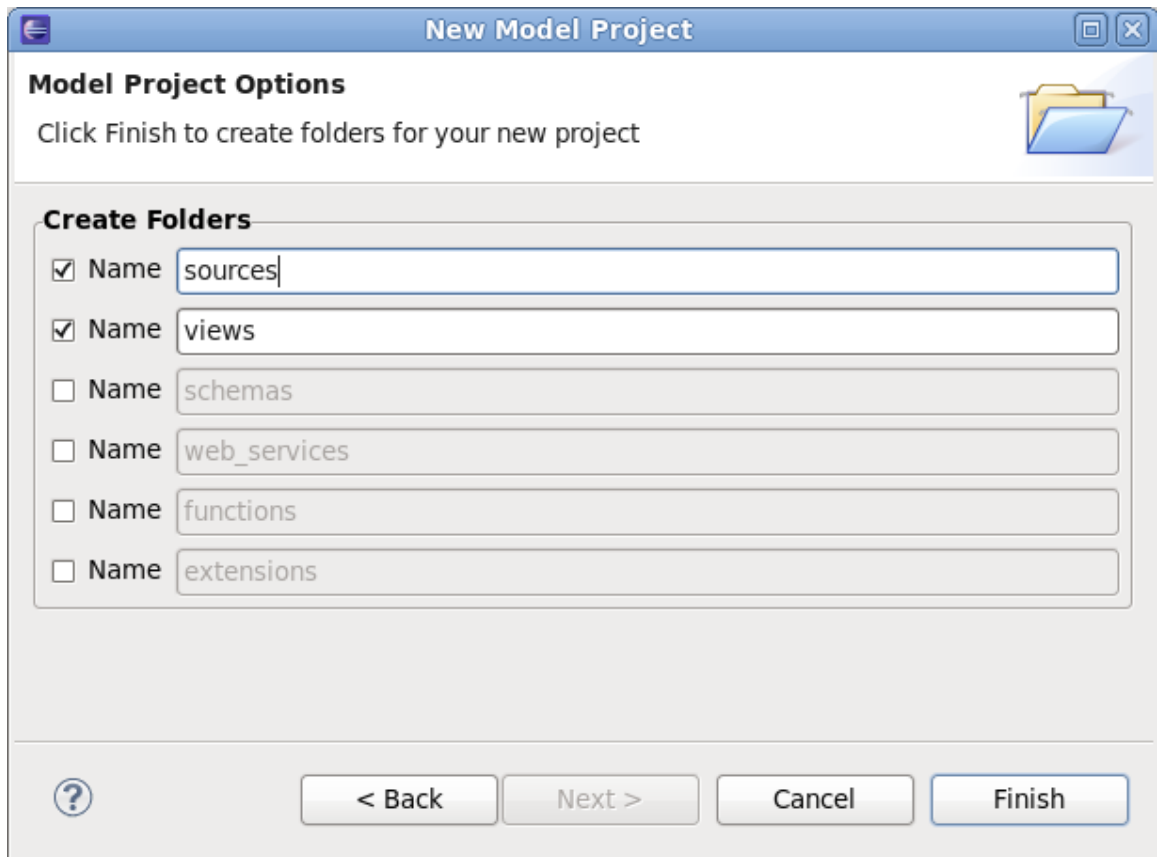 New Model Project
Model Project Options
Click Finish to create folders for your new project
Create Folders
Name sources
Name views
Name schemas
Name web_services
Name functions
Name extensions
? < Back Next > Cancel Finish